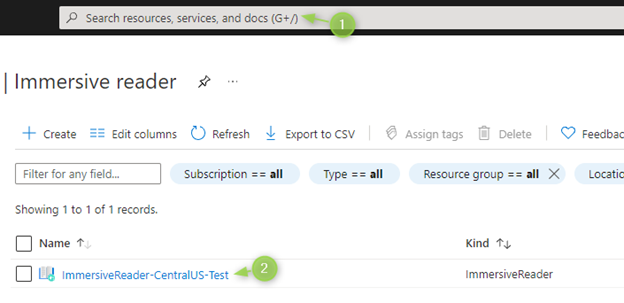 Search resources, services, and docs (G+/)
1
| Immersive reader
Create Edit columns Refresh Export to CSV Assign tags Delete Feedbac
Filter for any field... Subscription == all Type == all Resource group == all Locatio
Showing 1 to 1 of 1 records.
Name Kind
ImmersiveReader-CentralUS-Test 2 ImmersiveReader